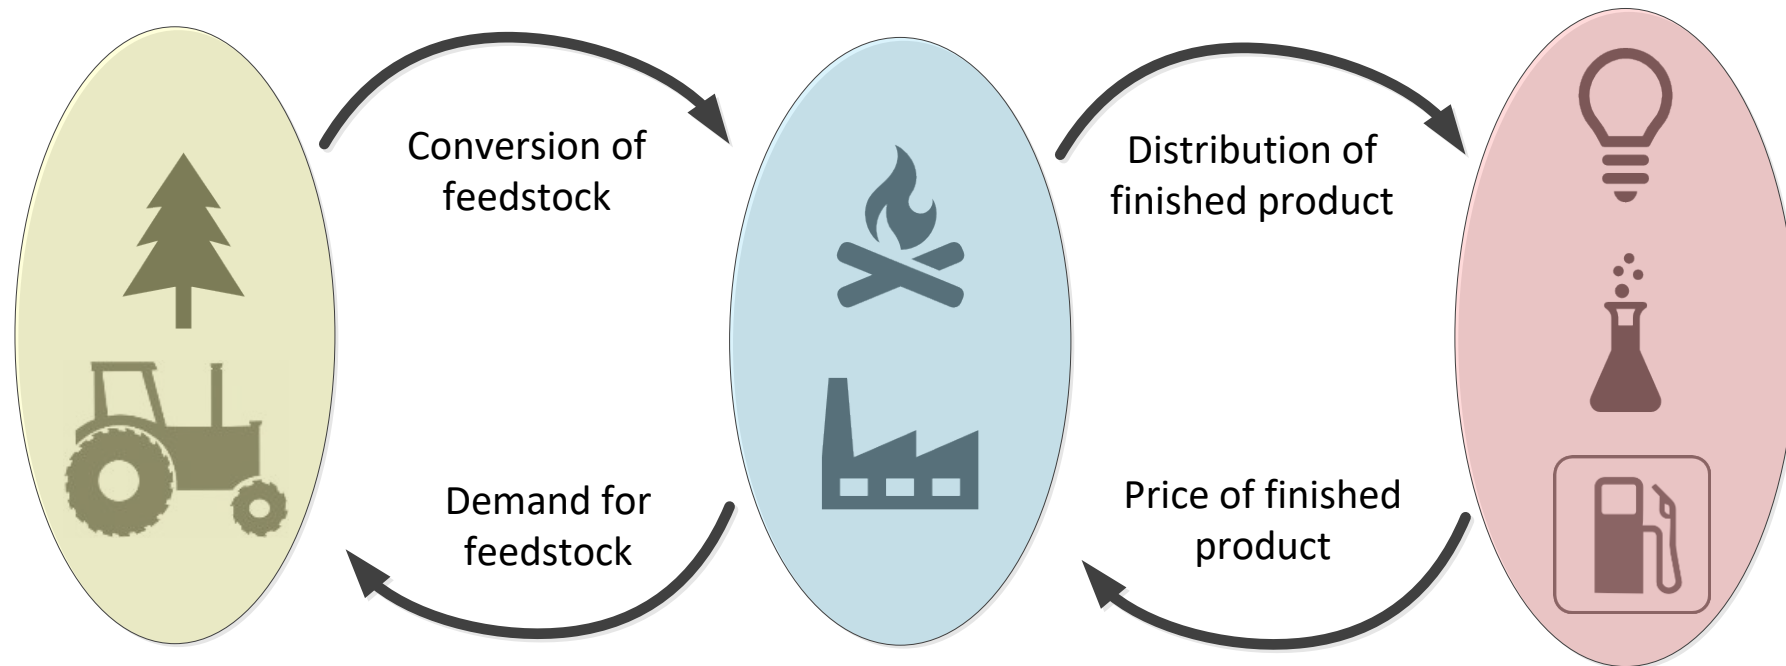 Conversion of
feedstock
Distribution of
finished product
Demand for
feedstock
Price of finished
product